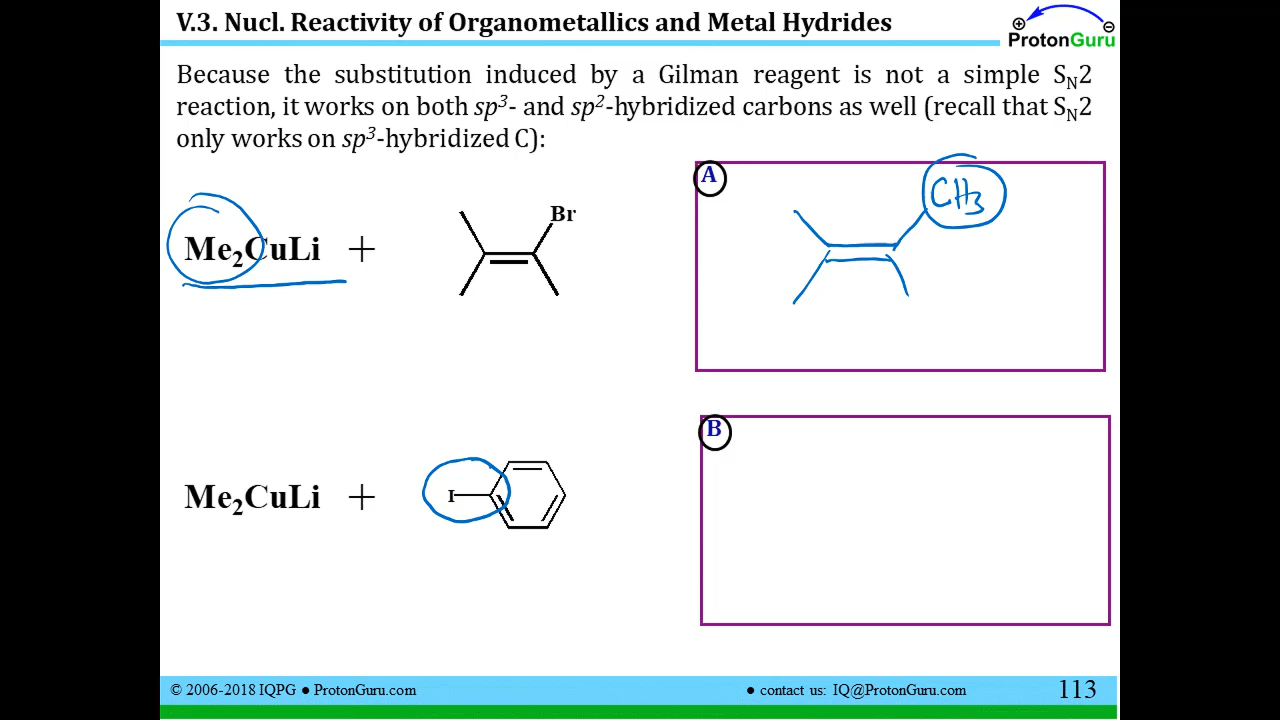 V.3. Nucl. Reactivity of Organometallics and Metal Hydrides
ProtonGuru
Because the substitution induced by a Gilman reagent is not a simple SN2
reaction, it works on both sp3- and sp2-hybridized carbons as well (recall that SN2
only works on sp3-hybridized C):
A
CH3
Br
Me2CuLi +
B
Me2CuLi + I
© 2006-2018 IQPG ● ProtonGuru.com
● contact us: IQ@ProtonGuru.com
113